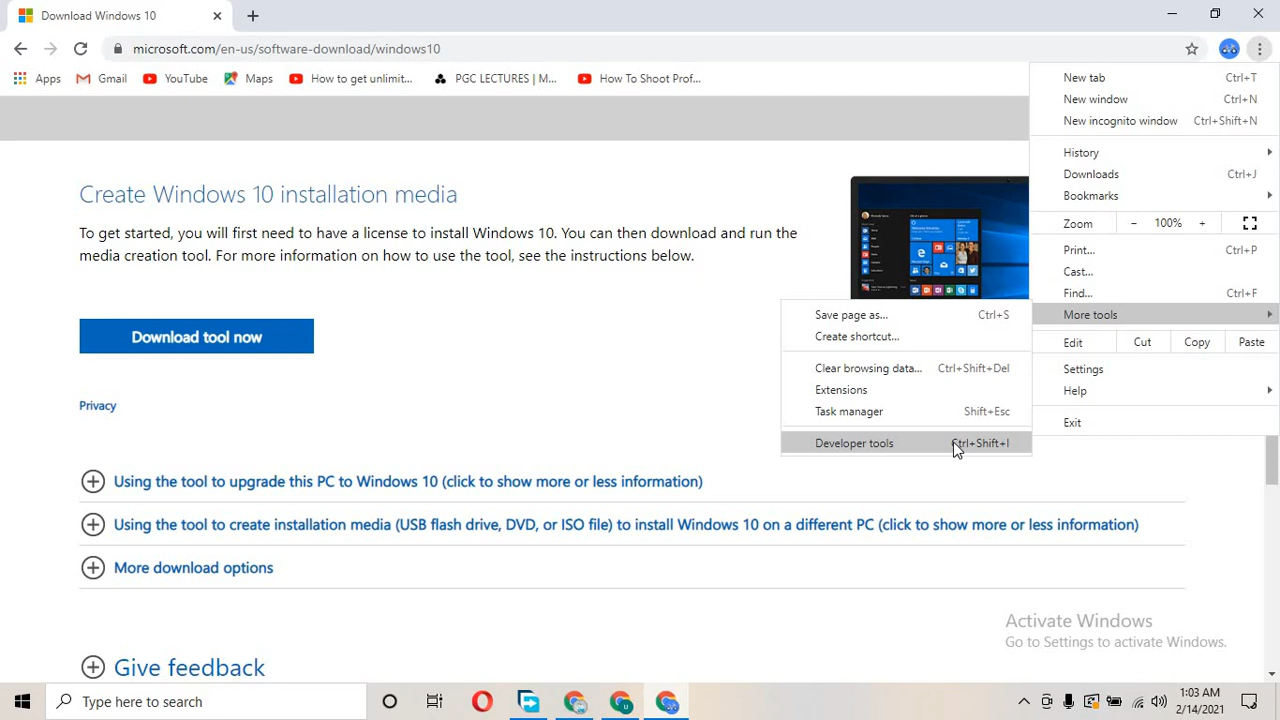 Download Windows 10
microsoft.com/en-us/software-download/windows10
Apps Gmail YouTube Maps How to get unlimit... PGC LECTURES | M... How To Shoot Prof...
New tab Ctrl+T
New window Ctrl+N
New incognito window Ctrl+Shift+N
History
Downloads Ctrl+J
Bookmarks
Zoom - 100% +
Print... Ctrl+P
Cast...
Find... Ctrl+F
More tools
Edit Cut Copy Paste
Settings
Help
Exit
Save page as... Ctrl+S
Create shortcut...
Clear browsing data... Ctrl+Shift+Del
Extensions
Task manager Shift+Esc
Developer tools Ctrl+Shift+I
Create Windows 10 installation media
To get started, you will first need to have a license to install Windows 10. You can then download and run the
media creation tool. For more information on how to use the tool, see the instructions below.
Download tool now
Privacy
Using the tool to upgrade this PC to Windows 10 (click to show more or less information)
Using the tool to create installation media (USB flash drive, DVD, or ISO file) to install Windows 10 on a different PC (click to show more or less information)
More download options
Give feedback
Activate Windows
Go to Settings to activate Windows.
Type here to search
1:03 AM
2/14/2021